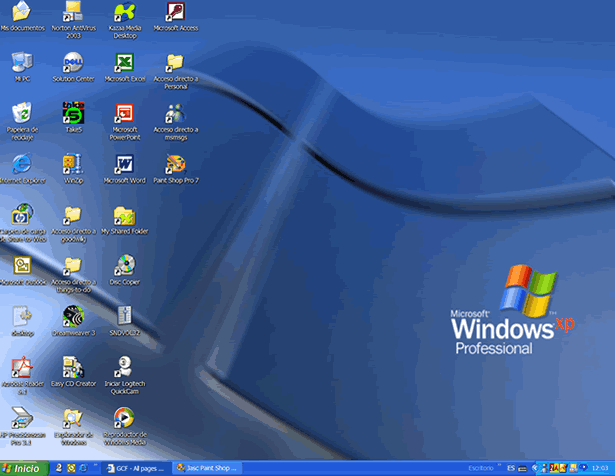 Mis documentos
Norton AntiVirus
2003
Kazaa Media
Desktop
Microsoft Access
Mi PC
Solution Center
Microsoft Excel
Acceso directo a
Personal
Papelera de
reciclaje
Take5
Microsoft
PowerPoint
Acceso directo a
msmsgs
Internet Explorer
WinZip
Microsoft Word
Paint Shop Pro 7
Carpeta de carga
de Share-to-Web
Acceso directo a
goodwillg
My Shared Folder
Microsoft Outlook
Acceso directo a
things-to-do
Disc Copier
desktop
Dreamweaver 3
SNDVOL32
Acrobat Reader
Easy CD Creator
Iniciar Logitech
QuickCam
HP Precisionscan
Pro 3.1
Explorador de
Windows
Reproductor de
Windows Media
Microsoft
Windows xp
Professional
Inicio
GCF - All pages ...
Jasc Paint Shop ...
Escritorio
ES
12:03